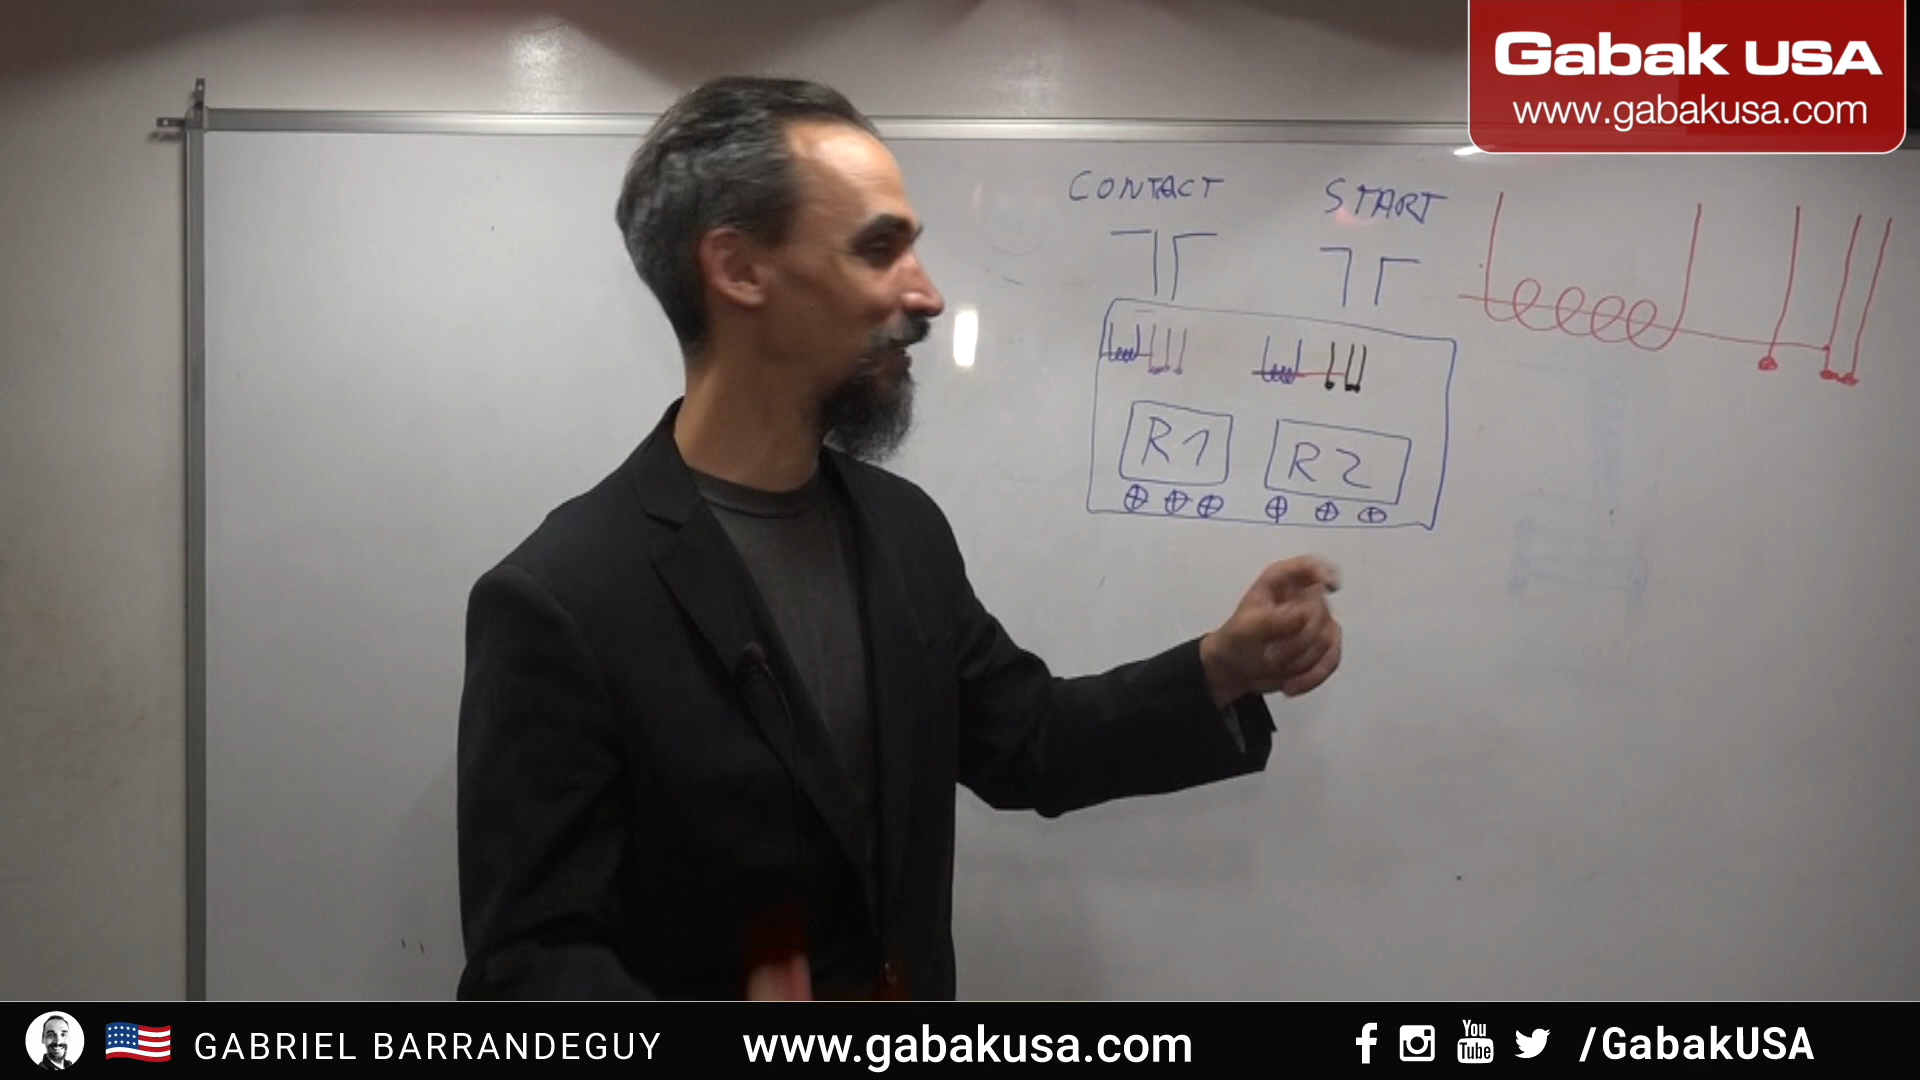 Gabak USA
www.gabakusa.com
CONTACT
START
R1
R2
GABRIEL BARRANDEGUY
www.gabakusa.com
You
Tube
/GabakUSA